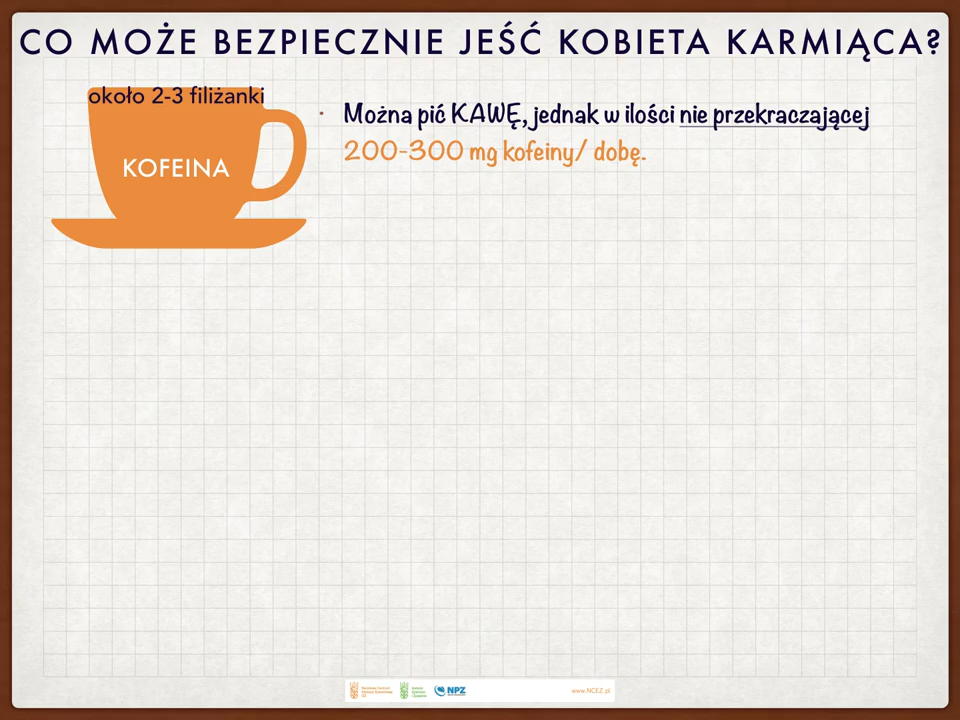 CO MOŻE BEZPIECZNIE JEŚĆ KOBIETA KARMIĄCA?
około 2-3 filiżanki
KOFEINA
• Można pić KAWĘ, jednak w ilości nie przekraczającej
200-300 mg kofeiny/ dobę.
NPZ
www.NCEZ.pl